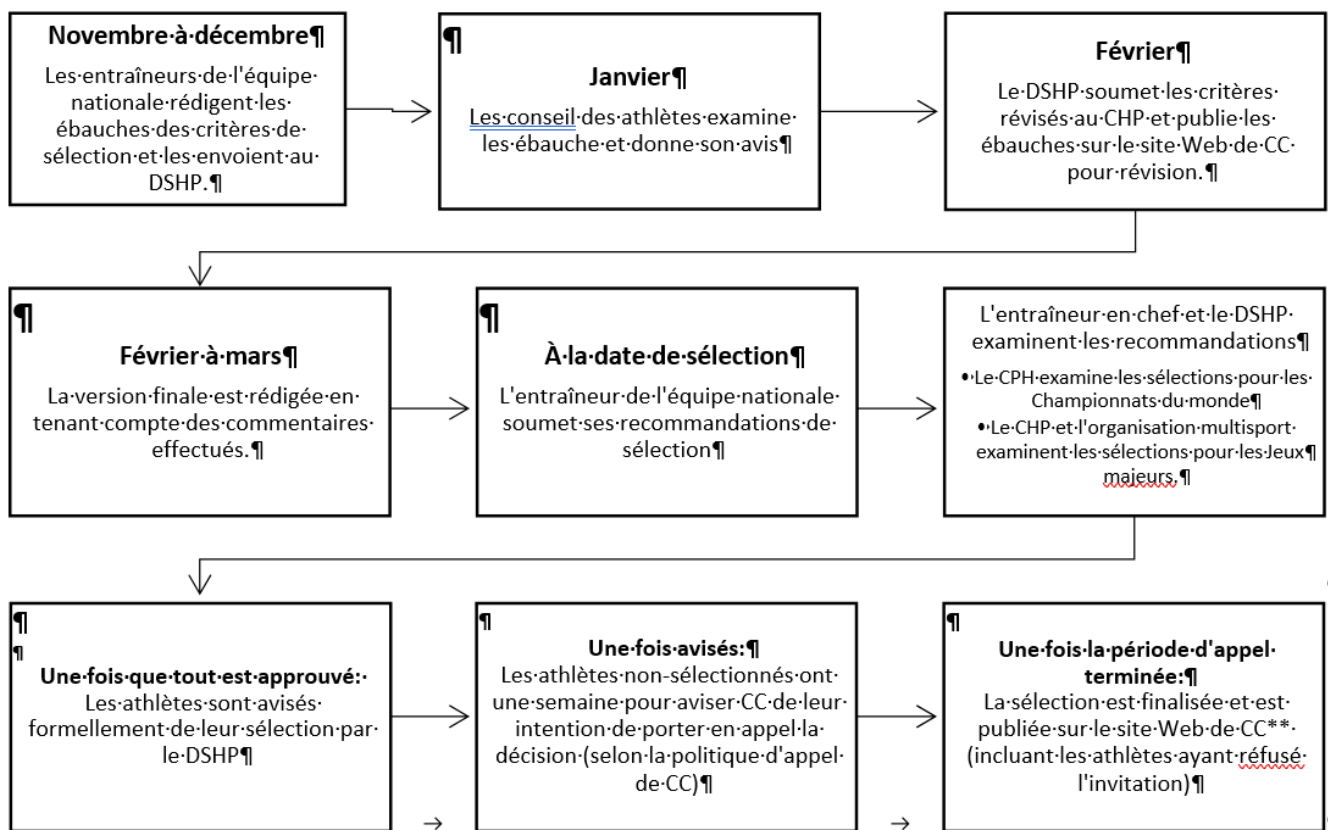 Novembre à décembre¶
Les entraîneurs de l'équipe
nationale rédigent les
ébauches des critères de
sélection et les envoient au
DSHP.¶
¶
Janvier¶
Les conseil des athlètes examine
les ébauche et donne son avis¶
Février¶
Le DSHP soumet les critères
révisés au CHP et publie les
ébauches sur le site Web de CC
pour révision.¶
¶
Février à mars¶
La version finale est rédigée en
tenant compte des commentaires
effectués.¶
¶
À la date de sélection¶
L'entraîneur de l'équipe nationale
soumet ses recommandations de
sélection¶
L'entraîneur en chef et le DSHP
examinent les recommandations¶
• Le CPH examine les sélections pour les
Championnats du monde¶
• Le CHP et l'organisation multisport
examinent les sélections pour les Jeux¶
majeurs.¶
¶
¶
Une fois que tout est approuvé:
Les athlètes sont avisés
formellement de leur sélection par
le DSHP¶
¶
Une fois avisés:¶
Les athlètes non-sélectionnés ont
une semaine pour aviser CC de leur
intention de porter en appel la
décision (selon la politique d'appel
de CC)¶
¶
Une fois la période d'appel
terminée:¶
La sélection est finalisée et est
publiée sur le site Web de CC**
(incluant les athlètes ayant réfusé
l'invitation)¶